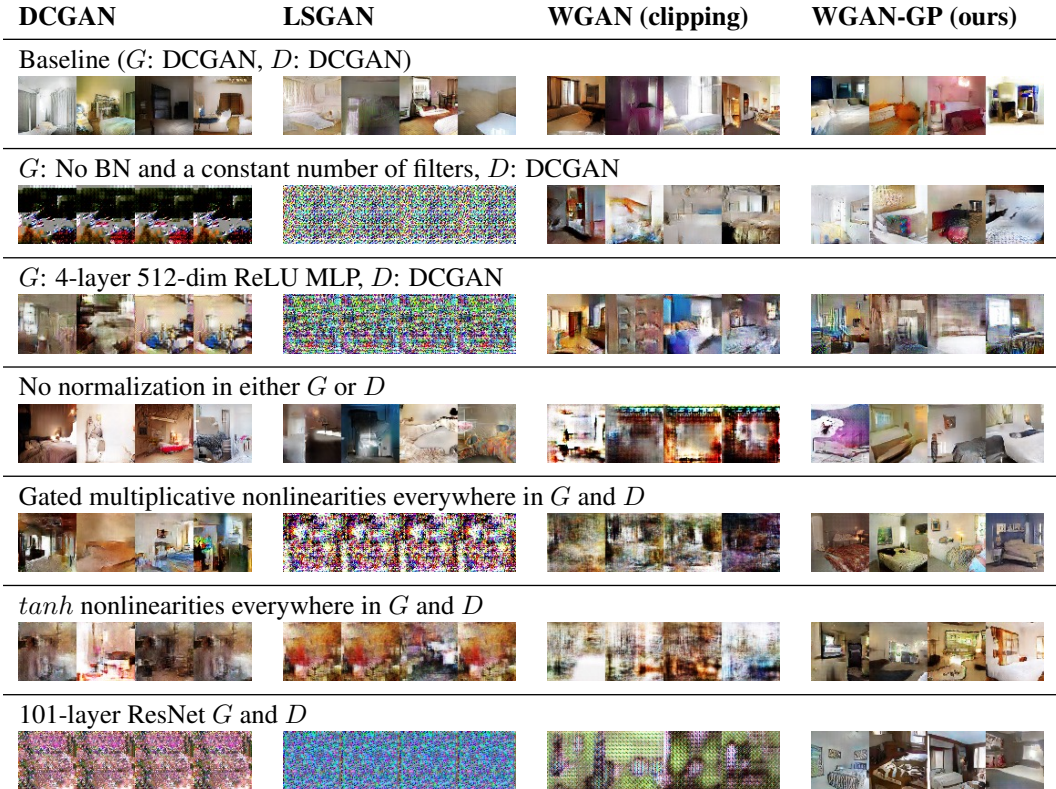 DCGAN LSGAN WGAN (clipping) WGAN-GP (ours)
Baseline (G: DCGAN, D: DCGAN)
G: No BN and a constant number of filters, D: DCGAN
G: 4-layer 512-dim ReLU MLP, D: DCGAN
No normalization in either G or D
Gated multiplicative nonlinearities everywhere in G and D
tanh nonlinearities everywhere in G and D
101-layer ResNet G and D